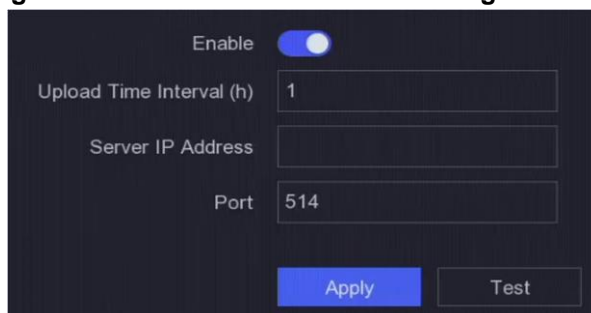 Enable
Upload Time Interval (h) 1
Server IP Address
Port 514
Apply Test